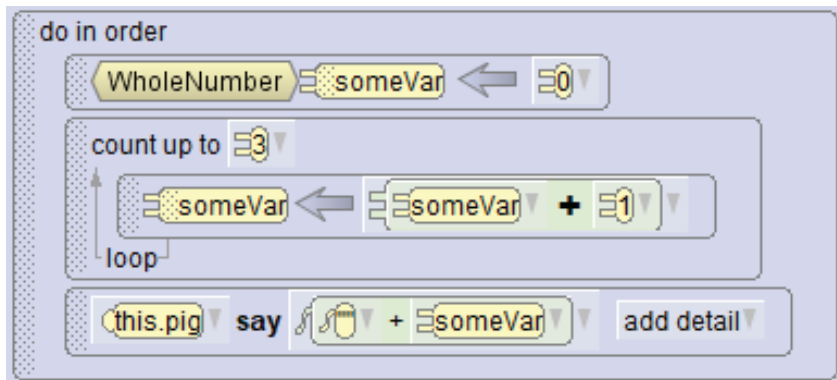 do in order
WholeNumber someVar 0
count up to 3
someVar someVar + 1
loop
this.pig say + someVar add detail